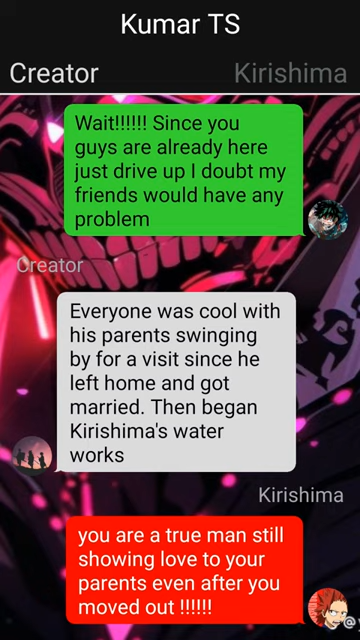 Kumar TS
Creator Kirishima
Wait!!!!!! Since you
guys are already here
just drive up I doubt my
friends would have any
problem
Creator
Everyone was cool with
his parents swinging
by for a visit since he
left home and got
married. Then began
Kirishima's water
works
Kirishima
you are a true man still
showing love to your
parents even after you
moved out !!!!!!
@